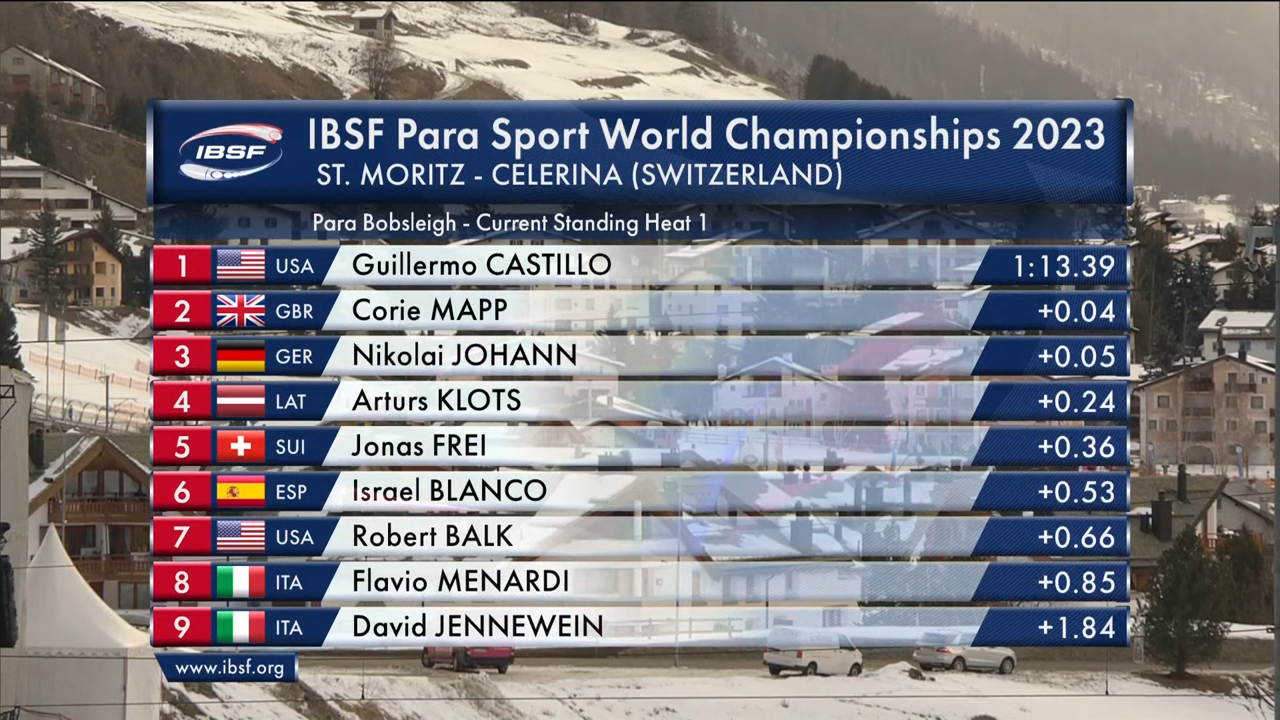 IBSF
IBSF Para Sport World Championships 2023
ST. MORITZ - CELERINA (SWITZERLAND)
Para Bobsleigh - Current Standing Heat 1
1 USA Guillermo CASTILLO 1:13.39
2 GBR Corie MAPP +0.04
3 GER Nikolai JOHANN +0.05
4 LAT Arturs KLOTS +0.24
5 SUI Jonas FREI +0.36
6 ESP Israel BLANCO +0.53
7 USA Robert BALK +0.66
8 ITA Flavio MENARDI +0.85
9 ITA David JENNEWEIN +1.84
www.ibsf.org